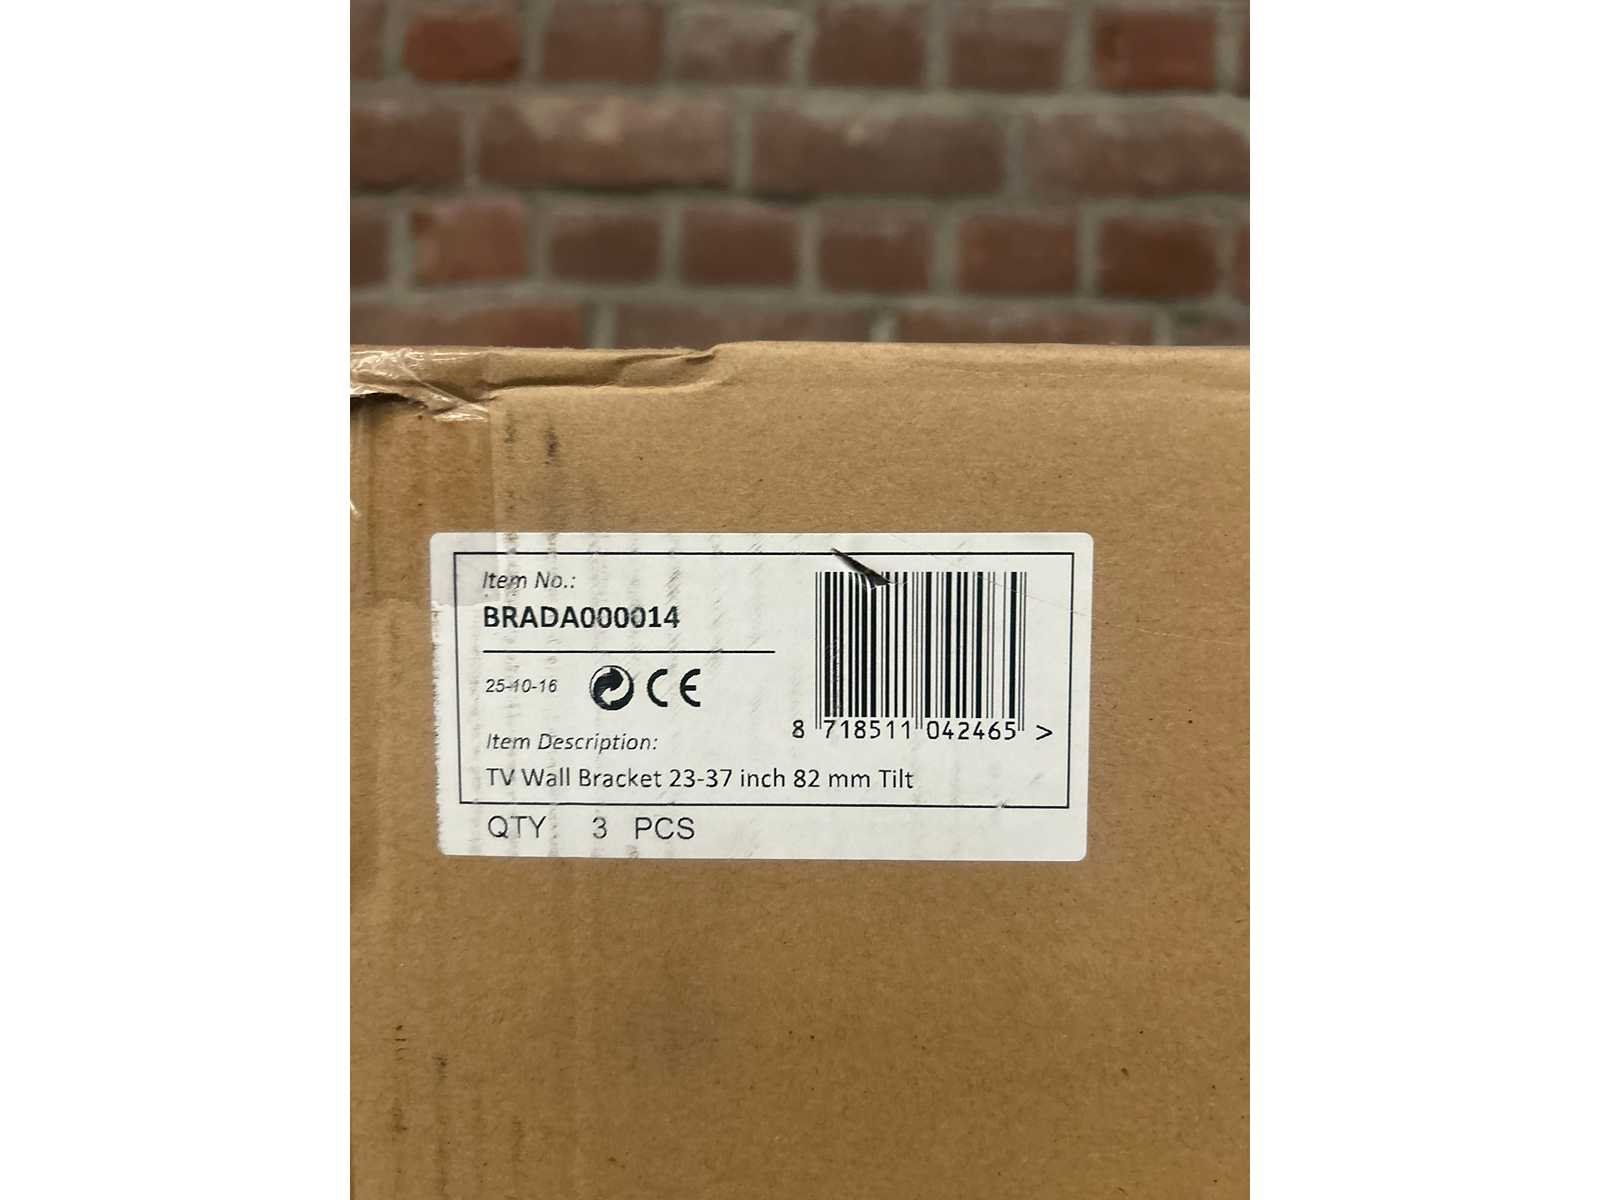 Item No.:
BRADA000014
25-10-16 CE
8 718511 042465 >
Item Description:
TV Wall Bracket 23-37 inch 82 mm Tilt
QTY: 3 PCS